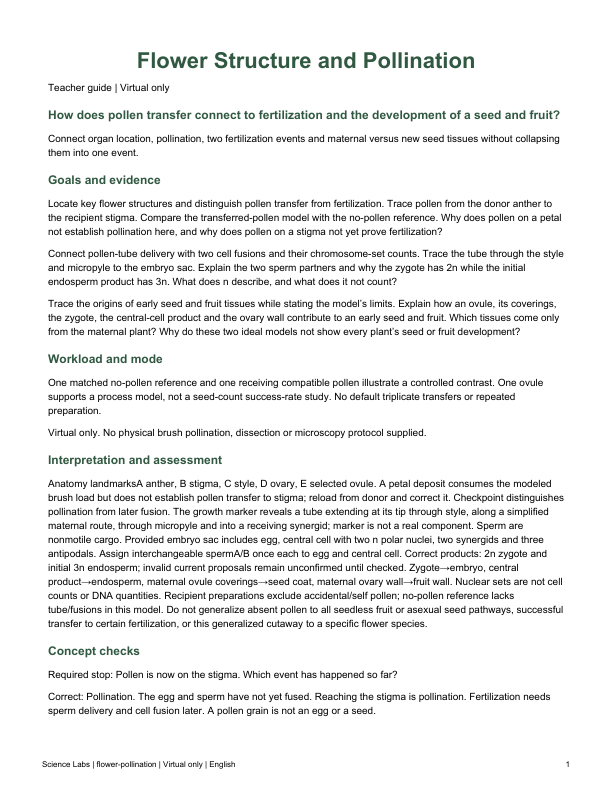 Flower Structure and Pollination
Teacher guide | Virtual only
How does pollen transfer connect to fertilization and the development of a seed and fruit?
Connect organ location, pollination, two fertilization events and maternal versus new seed tissues without collapsing
them into one event.
Goals and evidence
Locate key flower structures and distinguish pollen transfer from fertilization. Trace pollen from the donor anther to
the recipient stigma. Compare the transferred-pollen model with the no-pollen reference. Why does pollen on a petal
not establish pollination here, and why does pollen on a stigma not yet prove fertilization?
Connect pollen-tube delivery with two cell fusions and their chromosome-set counts. Trace the tube through the style
and micropyle to the embryo sac. Explain the two sperm partners and why the zygote has 2n while the initial
endosperm product has 3n. What does n describe, and what does it not count?
Trace the origins of early seed and fruit tissues while stating the model's limits. Explain how an ovule, its coverings,
the zygote, the central-cell product and the ovary wall contribute to an early seed and fruit. Which tissues come only
from the maternal plant? Why do these two ideal models not show every plant's seed or fruit development?
Workload and mode
One matched no-pollen reference and one receiving compatible pollen illustrate a controlled contrast. One ovule
supports a process model, not a seed-count success-rate study. No default triplicate transfers or repeated
preparation.
Virtual only. No physical brush pollination, dissection or microscopy protocol supplied.
Interpretation and assessment
Anatomy landmarksA anther, B stigma, C style, D ovary, E selected ovule. A petal deposit consumes the modeled
brush load but does not establish pollen transfer to stigma; reload from donor and correct it. Checkpoint distinguishes
pollination from later fusion. The growth marker reveals a tube extending at its tip through style, along a simplified
maternal route, through micropyle and into a receiving synergid; marker is not a real component. Sperm are
nonmotile cargo. Provided embryo sac includes egg, central cell with two n polar nuclei, two synergids and three
antipodals. Assign interchangeable spermA/B once each to egg and central cell. Correct products: 2n zygote and
initial 3n endosperm; invalid current proposals remain unconfirmed until checked. Zygote→embryo, central
product→endosperm, maternal ovule coverings→seed coat, maternal ovary wall→fruit wall. Nuclear sets are not cell
counts or DNA quantities. Recipient preparations exclude accidental/self pollen; no-pollen reference lacks
tube/fusions in this model. Do not generalize absent pollen to all seedless fruit or asexual seed pathways, successful
transfer to certain fertilization, or this generalized cutaway to a specific flower species.
Concept checks
Required stop: Pollen is now on the stigma. Which event has happened so far?
Correct: Pollination. The egg and sperm have not yet fused. Reaching the stigma is pollination. Fertilization needs
sperm delivery and cell fusion later. A pollen grain is not an egg or a seed.
Science Labs | flower-pollination | Virtual only | English
1